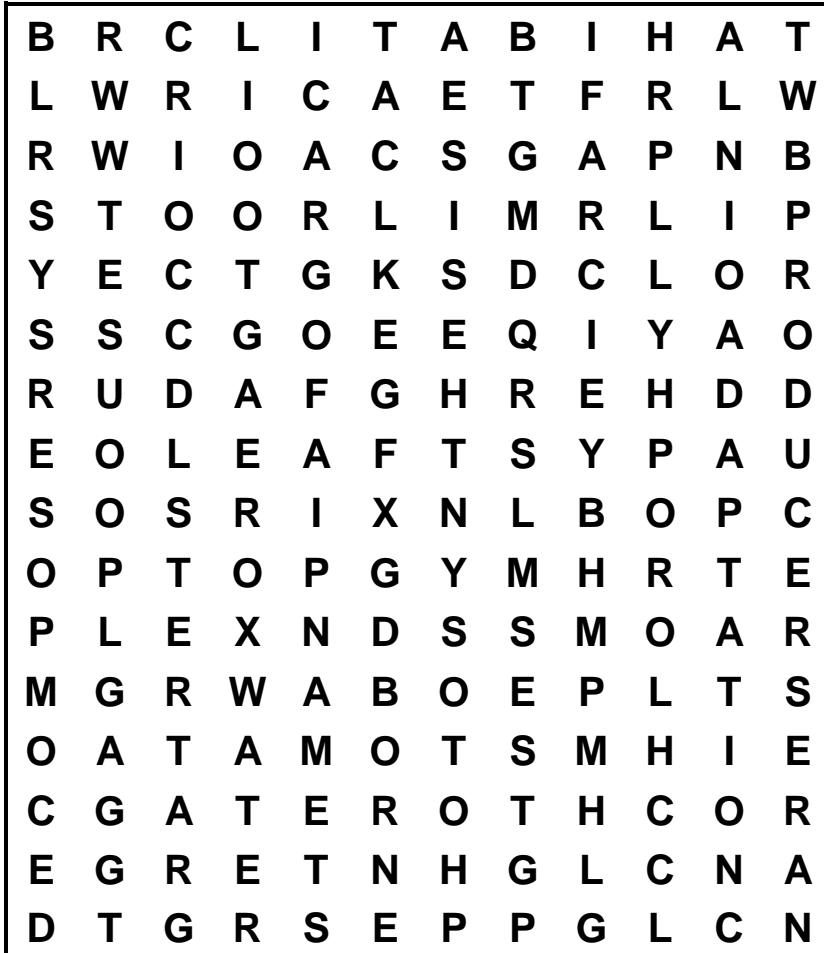 B R C L I T A B I H A T
L W R I C A E T F R L W
R W I O A C S G A P N B
S T O O R L I M R L I P
Y E C T G K S D C L O R
S S C G O E E Q I Y A O
R U D A F G H R E H D D
E O L E A F T S Y P A U
S O S R I X N L B O P C
O P T O P G Y M H R T E
P L E X N D S S M O A R
M G R W A B O E P L T S
O A T A M O T S M H I E
C G A T E R O T H C O R
E G R E T N H G L C N A
D T G R S E P P G L C N